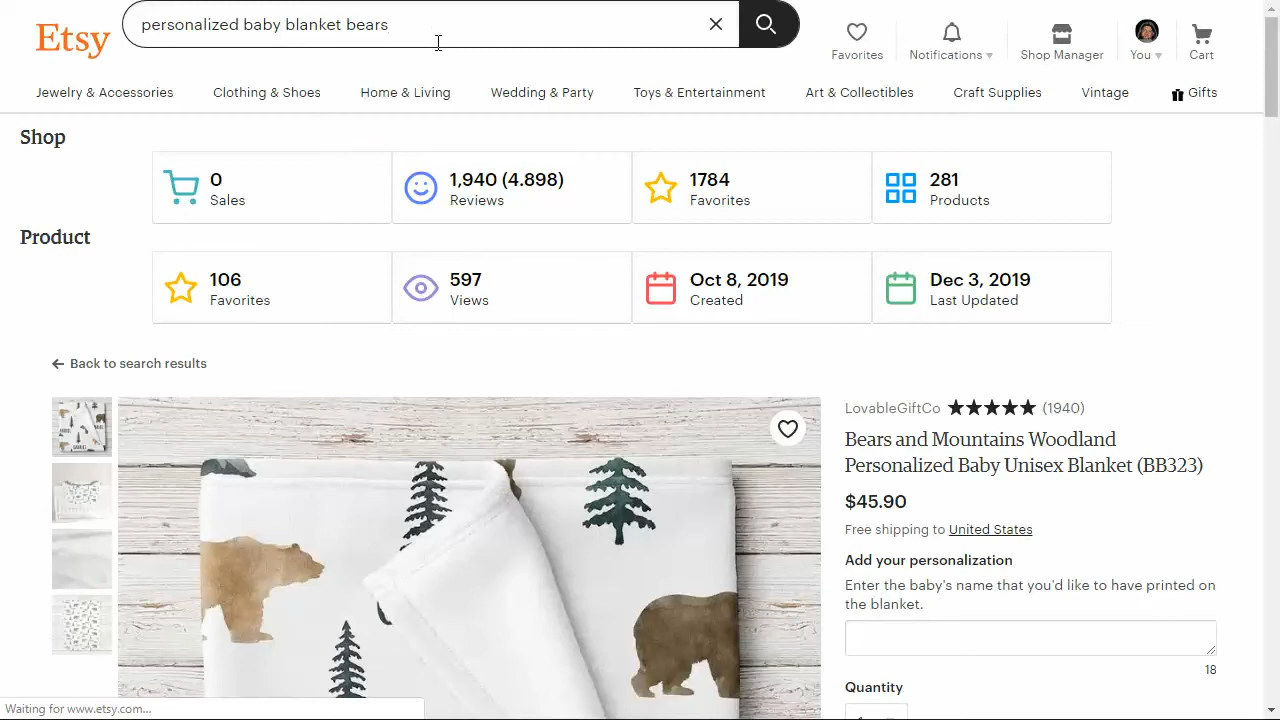 Etsy
personalized baby blanket bears
Favorites
Notifications
Shop Manager
You
Cart
Jewelry & Accessories
Clothing & Shoes
Home & Living
Wedding & Party
Toys & Entertainment
Art & Collectibles
Craft Supplies
Vintage
Gifts
Shop
0
Sales
1,940 (4.898)
Reviews
1784
Favorites
281
Products
Product
106
Favorites
597
Views
Oct 8, 2019
Created
Dec 3, 2019
Last Updated
Back to search results
LovableGiftCo ★★★★★ (1940)
Bears and Mountains Woodland
Personalized Baby Unisex Blanket (BB323)
$45.90
Free shipping to United States
Add your personalization
Enter the baby's name that you'd like to have printed on
the blanket.
18
Quantity
Waiting for www.etsy.com...